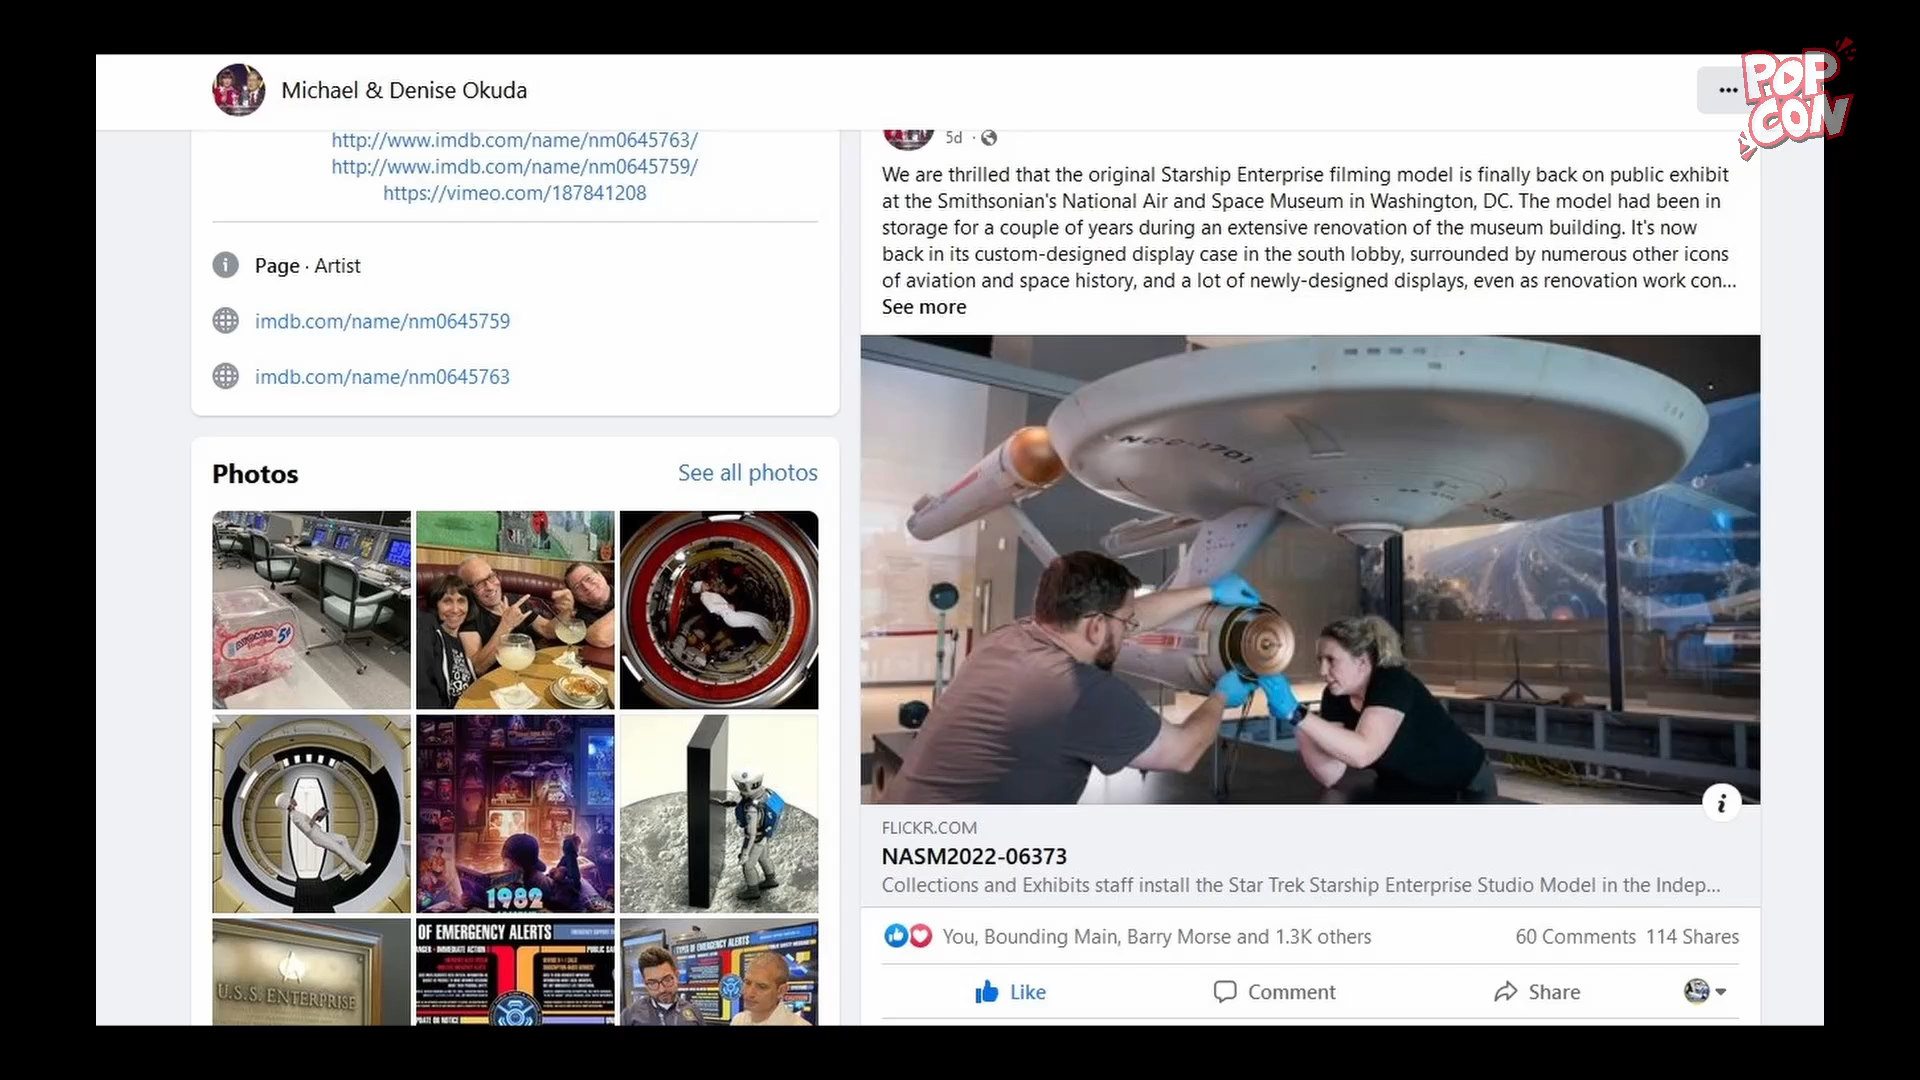 Michael & Denise Okuda
POP
CON
http://www.imdb.com/name/nm0645763/
http://www.imdb.com/name/nm0645759/
https://vimeo.com/187841208
Page · Artist
imdb.com/name/nm0645759
imdb.com/name/nm0645763
Photos
See all photos
5¢
1982
U.S.S. ENTERPRISE
OF EMERGENCY ALERTS
TYPES OF EMERGENCY ALERTS
5d ·
We are thrilled that the original Starship Enterprise filming model is finally back on public exhibit
at the Smithsonian's National Air and Space Museum in Washington, DC. The model had been in
storage for a couple of years during an extensive renovation of the museum building. It's now
back in its custom-designed display case in the south lobby, surrounded by numerous other icons
of aviation and space history, and a lot of newly-designed displays, even as renovation work con...
See more
NCC-1701
FLICKR.COM
NASM2022-06373
Collections and Exhibits staff install the Star Trek Starship Enterprise Studio Model in the Indep...
You, Bounding Main, Barry Morse and 1.3K others
60 Comments 114 Shares
Like
Comment
Share